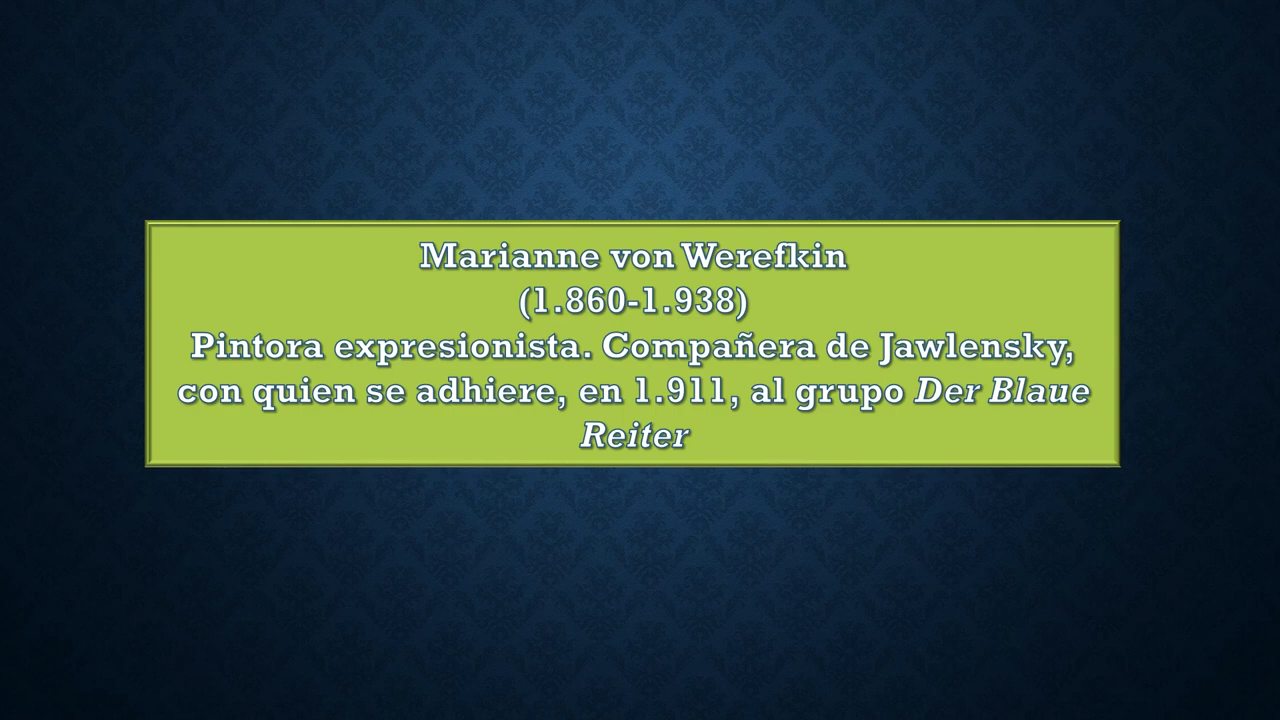 Marianne von Werefkin
(1.860-1.938)
Pintora expresionista. Compañera de Jawlensky,
con quien se adhiere, en 1.911, al grupo Der Blaue
Reiter